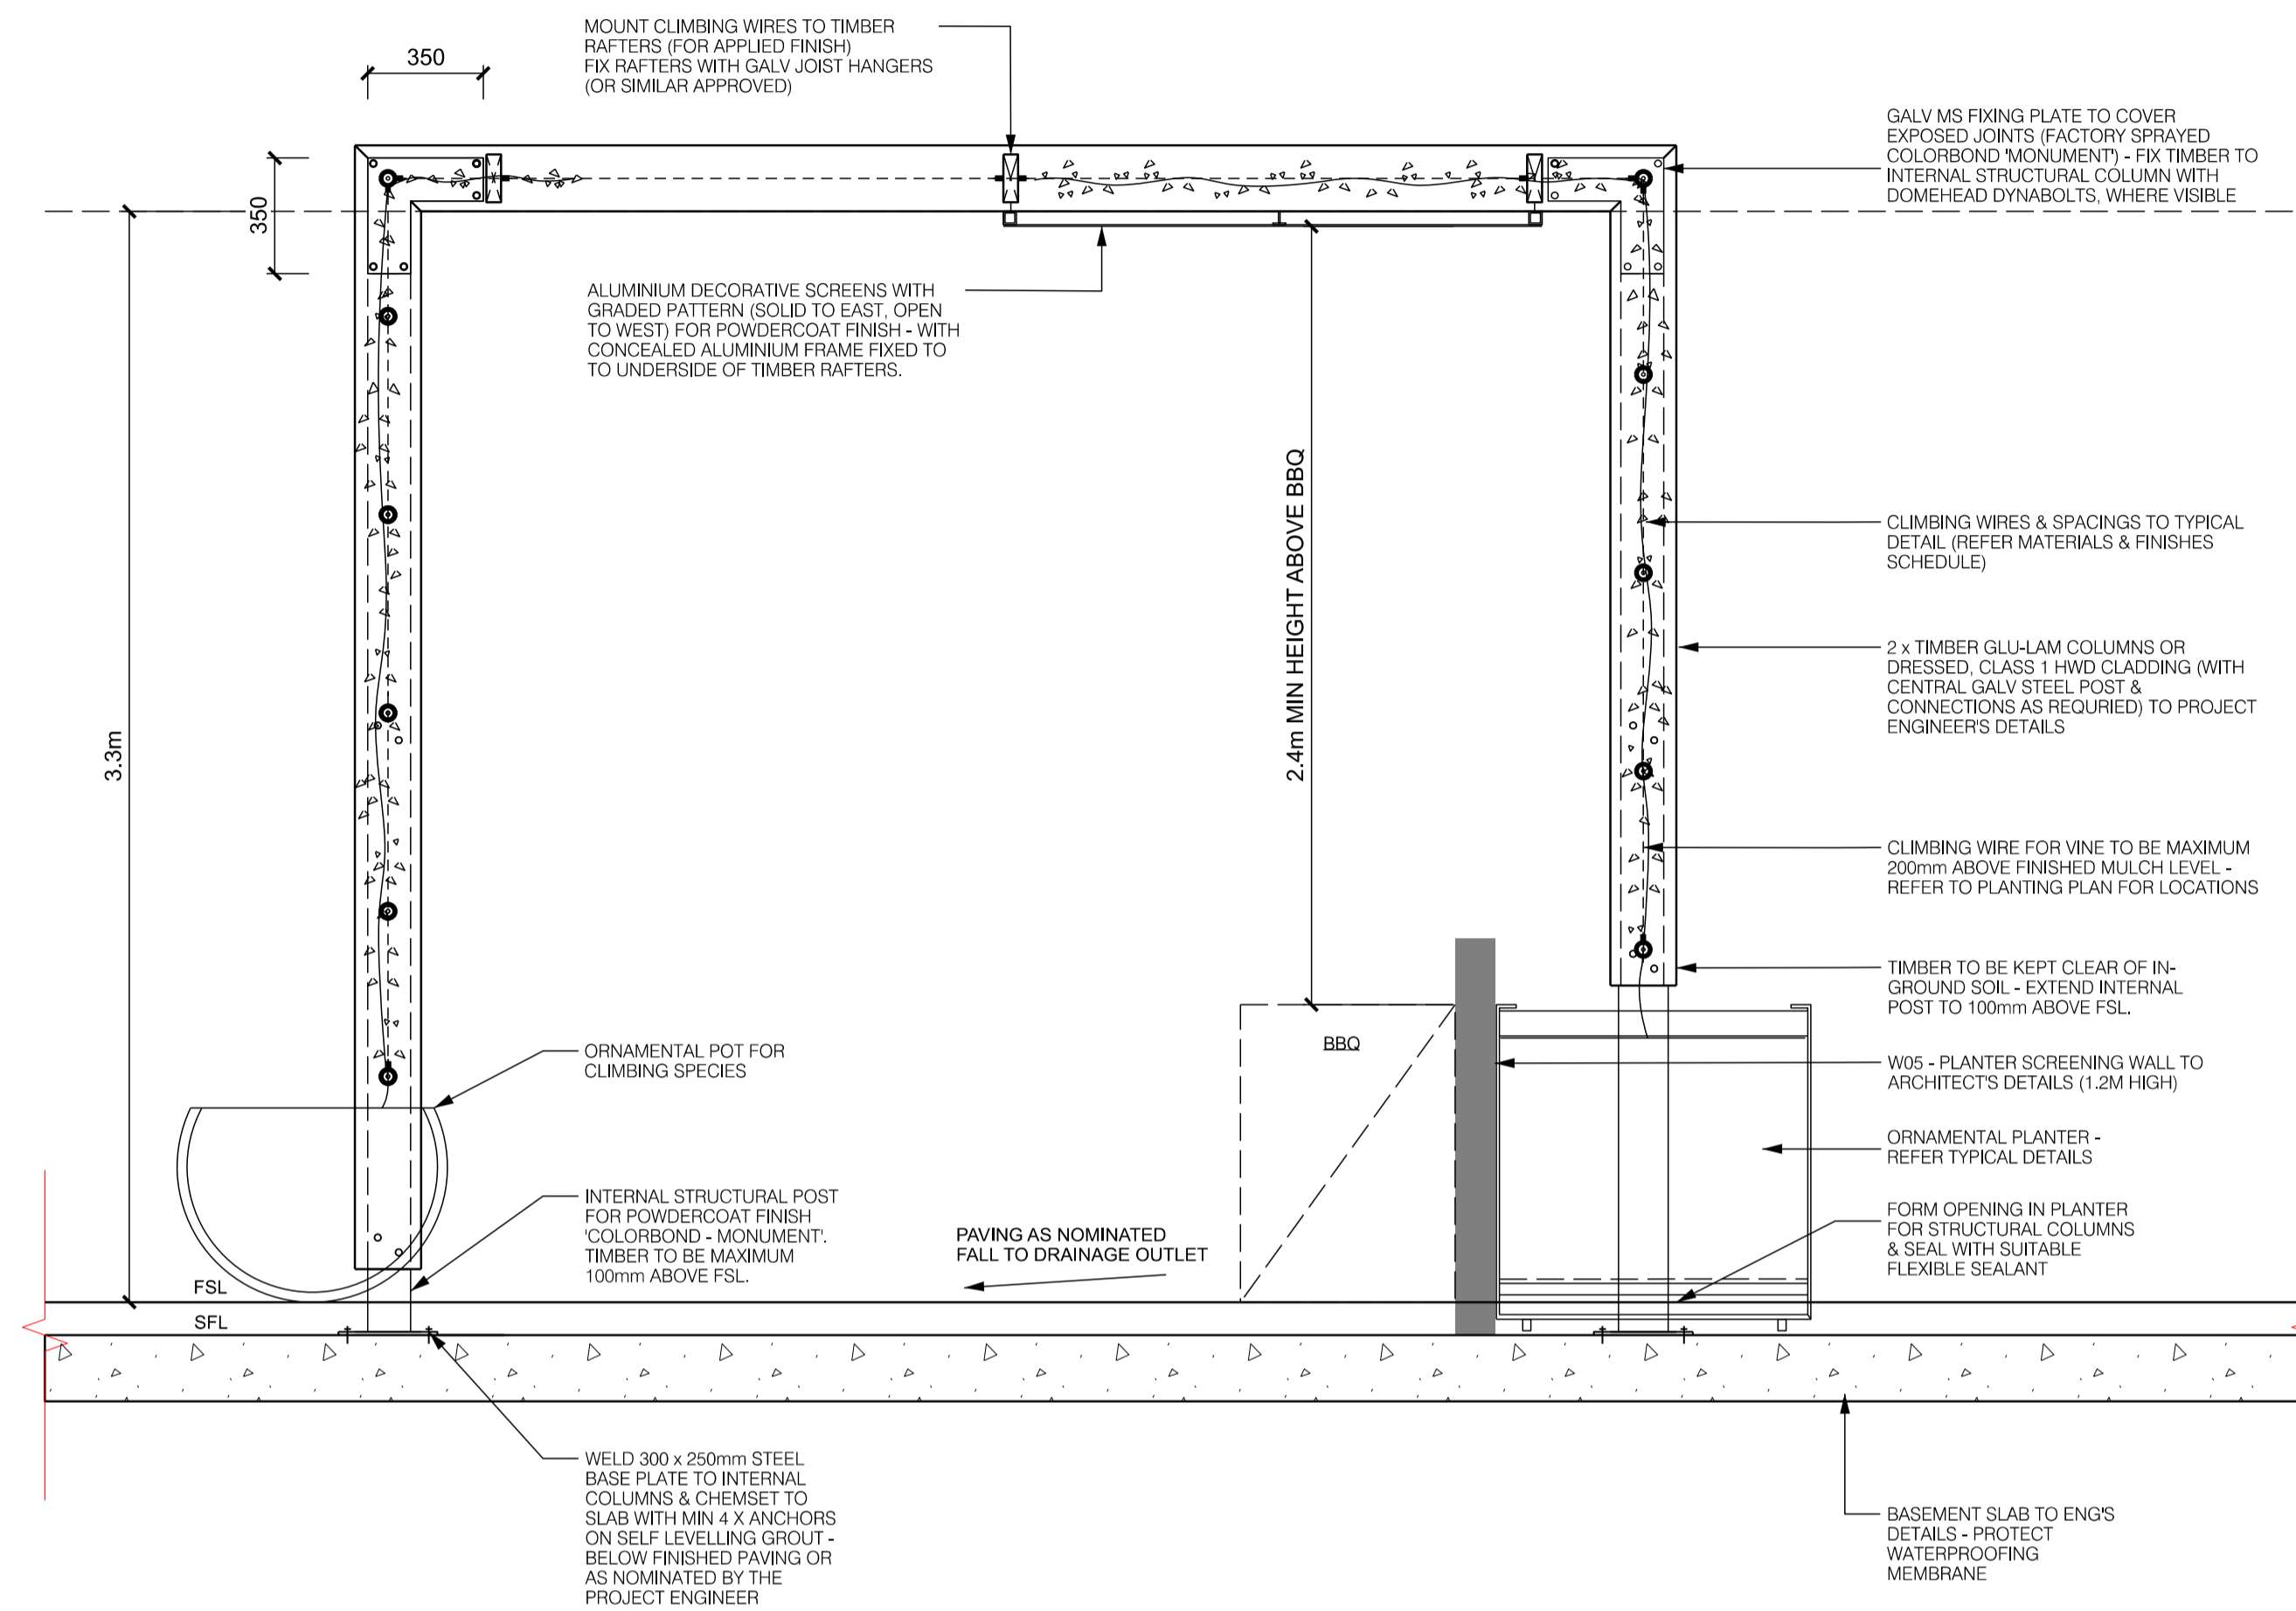 350
MOUNT CLIMBING WIRES TO TIMBER
RAFTERS (FOR APPLIED FINISH)
FIX RAFTERS WITH GALV JOIST HANGERS
(OR SIMILAR APPROVED)
GALV MS FIXING PLATE TO COVER
EXPOSED JOINTS (FACTORY SPRAYED
COLORBOND 'MONUMENT') - FIX TIMBER TO
INTERNAL STRUCTURAL COLUMN WITH
DOMEHEAD DYNABOLTS, WHERE VISIBLE
350
ALUMINIUM DECORATIVE SCREENS WITH
GRADED PATTERN (SOLID TO EAST, OPEN
TO WEST) FOR POWDERCOAT FINISH - WITH
CONCEALED ALUMINIUM FRAME FIXED TO
TO UNDERSIDE OF TIMBER RAFTERS.
2.4m MIN HEIGHT ABOVE BBQ
3.3m
CLIMBING WIRES & SPACINGS TO TYPICAL
DETAIL (REFER MATERIALS & FINISHES
SCHEDULE)
2 x TIMBER GLU-LAM COLUMNS OR
DRESSED, CLASS 1 HWD CLADDING (WITH
CENTRAL GALV STEEL POST &
CONNECTIONS AS REQURIED) TO PROJECT
ENGINEER'S DETAILS
CLIMBING WIRE FOR VINE TO BE MAXIMUM
200mm ABOVE FINISHED MULCH LEVEL -
REFER TO PLANTING PLAN FOR LOCATIONS
TIMBER TO BE KEPT CLEAR OF IN-
GROUND SOIL - EXTEND INTERNAL
POST TO 100mm ABOVE FSL.
ORNAMENTAL POT FOR
CLIMBING SPECIES
BBQ
W05 - PLANTER SCREENING WALL TO
ARCHITECT'S DETAILS (1.2M HIGH)
ORNAMENTAL PLANTER -
REFER TYPICAL DETAILS
INTERNAL STRUCTURAL POST
FOR POWDERCOAT FINISH
'COLORBOND - MONUMENT'.
TIMBER TO BE MAXIMUM
100mm ABOVE FSL.
PAVING AS NOMINATED
FALL TO DRAINAGE OUTLET
FORM OPENING IN PLANTER
FOR STRUCTURAL COLUMNS
& SEAL WITH SUITABLE
FLEXIBLE SEALANT
FSL
SFL
WELD 300 x 250mm STEEL
BASE PLATE TO INTERNAL
COLUMNS & CHEMSET TO
SLAB WITH MIN 4 X ANCHORS
ON SELF LEVELLING GROUT -
BELOW FINISHED PAVING OR
AS NOMINATED BY THE
PROJECT ENGINEER
BASEMENT SLAB TO ENG'S
DETAILS - PROTECT
WATERPROOFING
MEMBRANE